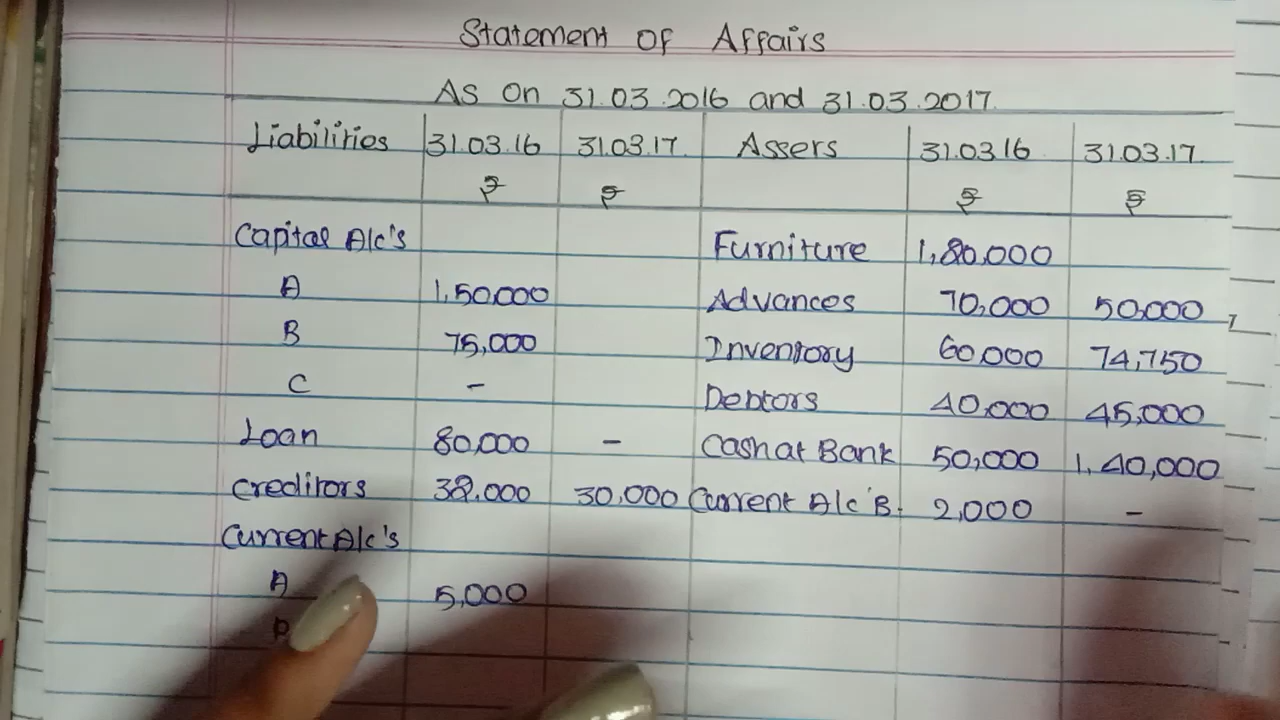 Statement of Affairs
As on 31.03.2016 and 31.03.2017.
Liabilities 31.03.16 31.03.17. Assets 31.03.16 31.03.17.
₹ ₹ ₹ ₹
Capital A/c's Furniture 1,80,000
A 1,50,000 Advances 70,000 50,000
B 75,000 Inventory 60,000 74,750
C - Debtors 40,000 45,000
Loan 80,000 - Cash at Bank 50,000 1,40,000
Creditors 38,000 30,000 Current A/c B. 2,000 -
Current A/c's
A 5,000